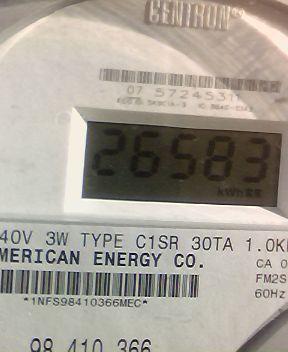 CENTRON®
07 57245311
26583
kWh
40V 3W TYPE C1SR 30TA 1.0K
MERICAN ENERGY CO.
CA 0
FM2S
60Hz
*1NFS98410366MEC*
98 410 366